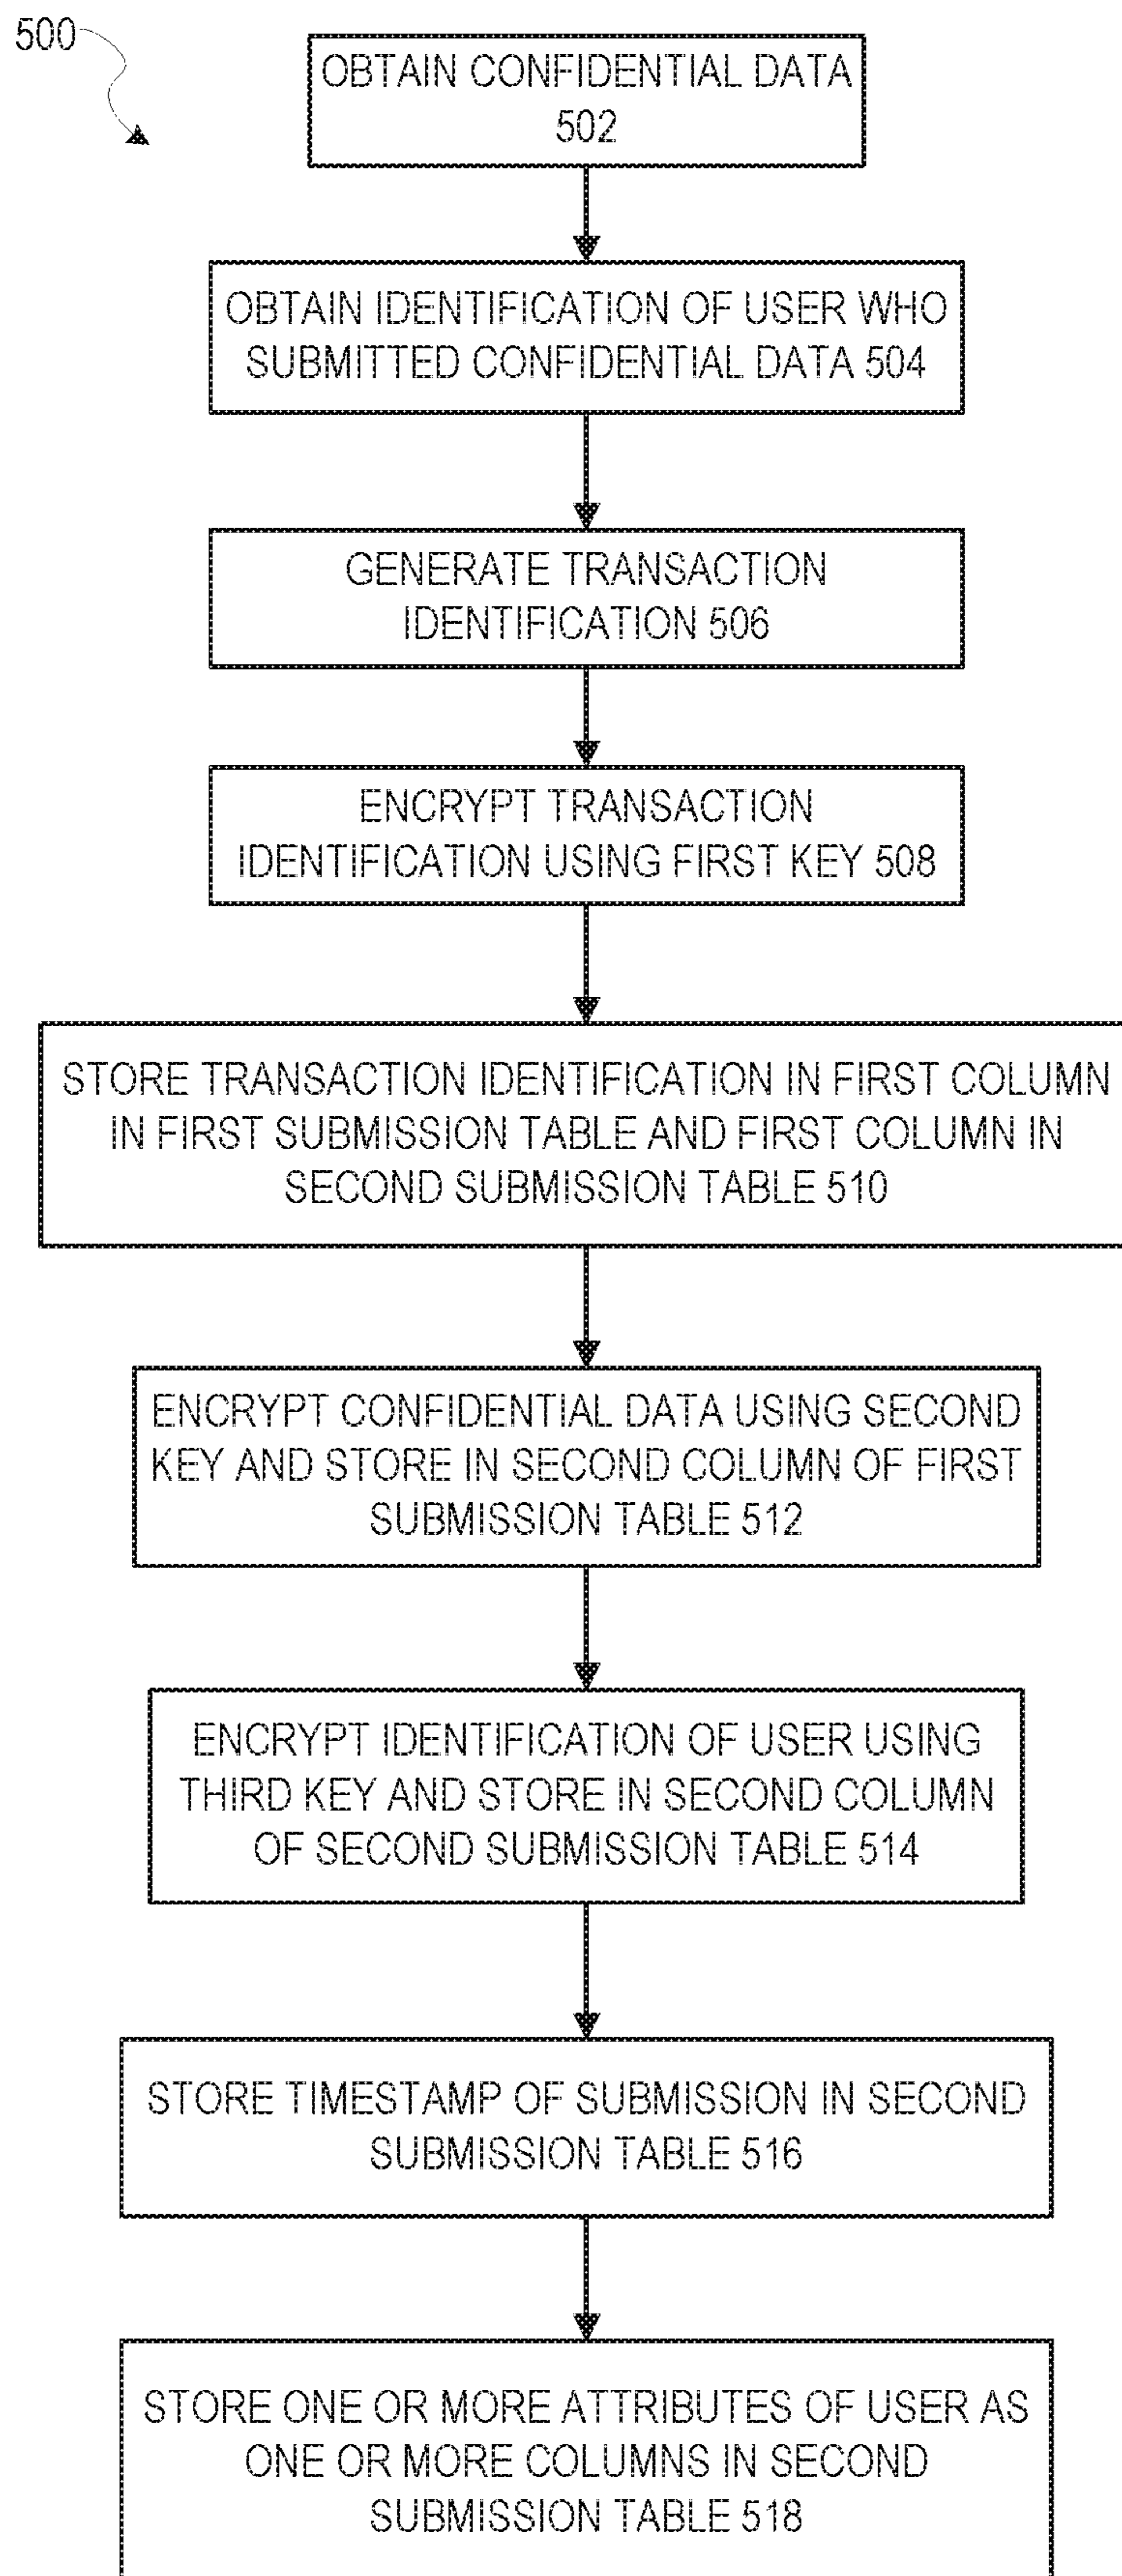 500
OBTAIN CONFIDENTIAL DATA
502
OBTAIN IDENTIFICATION OF USER WHO
SUBMITTED CONFIDENTIAL DATA 504
GENERATE TRANSACTION
IDENTIFICATION 506
ENCRYPT TRANSACTION
IDENTIFICATION USING FIRST KEY 508
STORE TRANSACTION IDENTIFICATION IN FIRST COLUMN
IN FIRST SUBMISSION TABLE AND FIRST COLUMN IN
SECOND SUBMISSION TABLE 510
ENCRYPT CONFIDENTIAL DATA USING SECOND
KEY AND STORE IN SECOND COLUMN OF FIRST
SUBMISSION TABLE 512
ENCRYPT IDENTIFICATION OF USER USING
THIRD KEY AND STORE IN SECOND COLUMN
OF SECOND SUBMISSION TABLE 514
STORE TIMESTAMP OF SUBMISSION IN SECOND
SUBMISSION TABLE 516
STORE ONE OR MORE ATTRIBUTES OF USER AS
ONE OR MORE COLUMNS IN SECOND
SUBMISSION TABLE 518